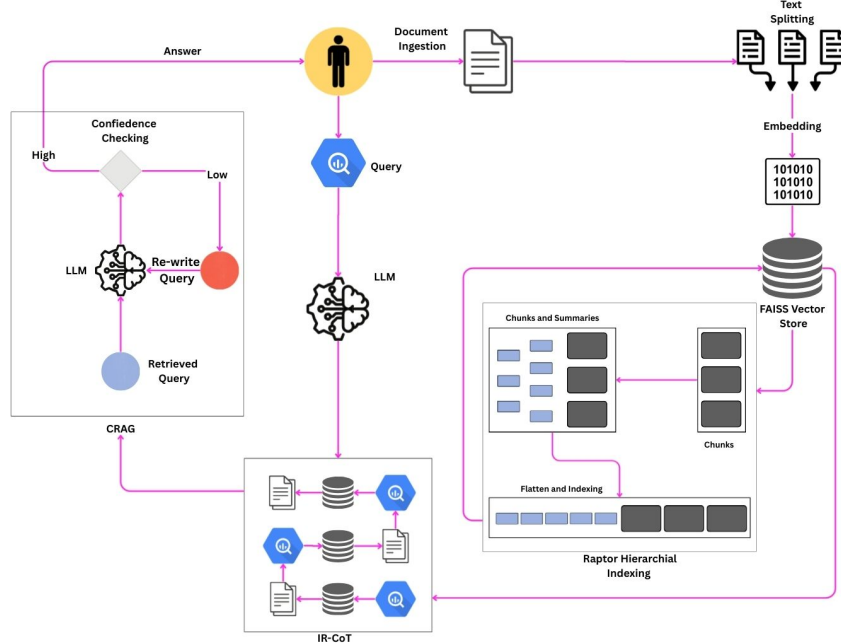 Text
Splitting
Document
Ingestion
Answer
Confiedence
Checking
High
Low
Query
Embedding
101010
101010
101010
LLM
Re-write
Query
LLM
FAISS Vector
Store
Chunks and Summaries
Retrieved
Query
Chunks
CRAG
Flatten and Indexing
Raptor Hierarchial
Indexing
IR-CoT